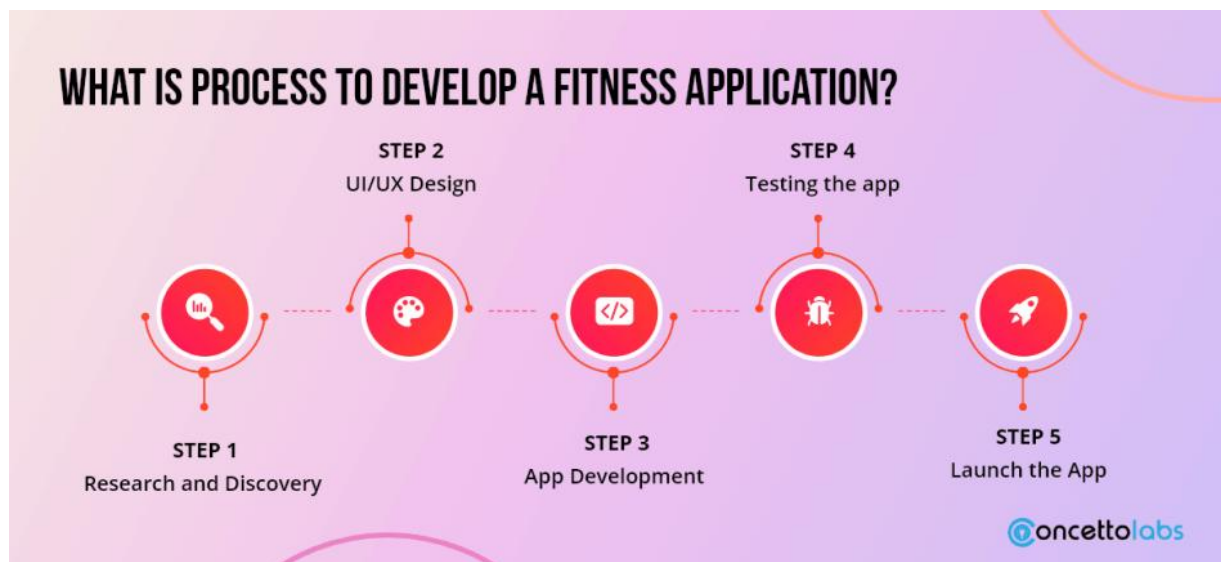 WHAT IS PROCESS TO DEVELOP A FITNESS APPLICATION?
STEP 1
Research and Discovery
STEP 2
UI/UX Design
STEP 3
App Development
STEP 4
Testing the app
STEP 5
Launch the App
</>
Concettolabs